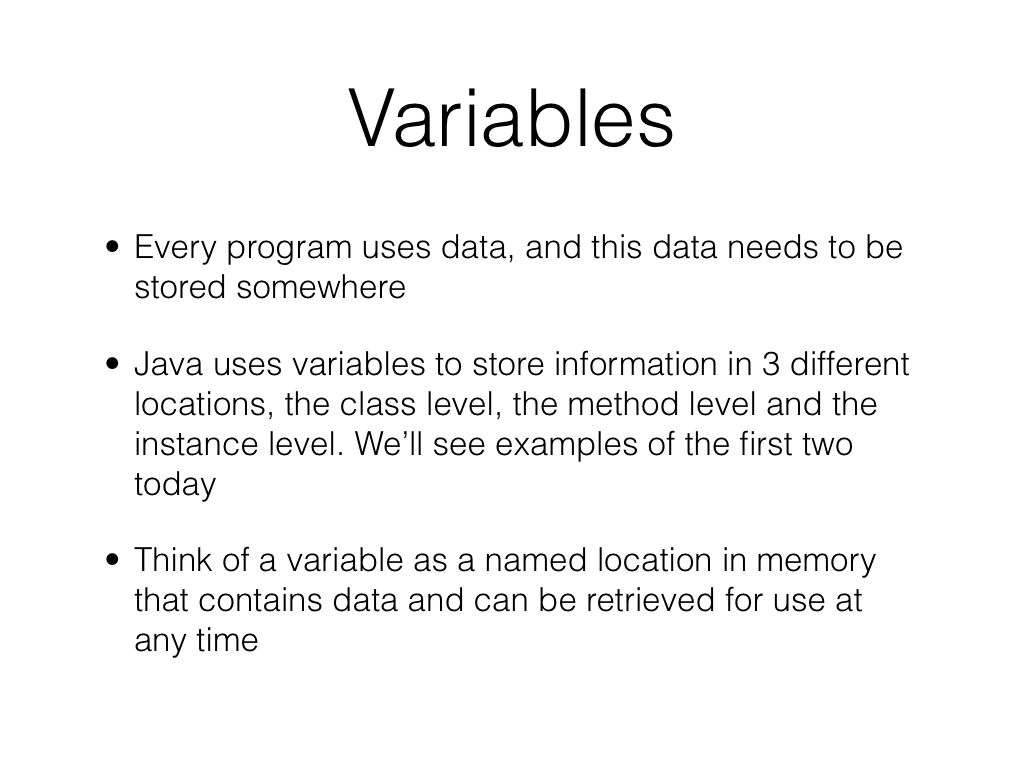 Variables
• Every program uses data, and this data needs to be
stored somewhere
• Java uses variables to store information in 3 different
locations, the class level, the method level and the
instance level. We’ll see examples of the first two
today
• Think of a variable as a named location in memory
that contains data and can be retrieved for use at
any time